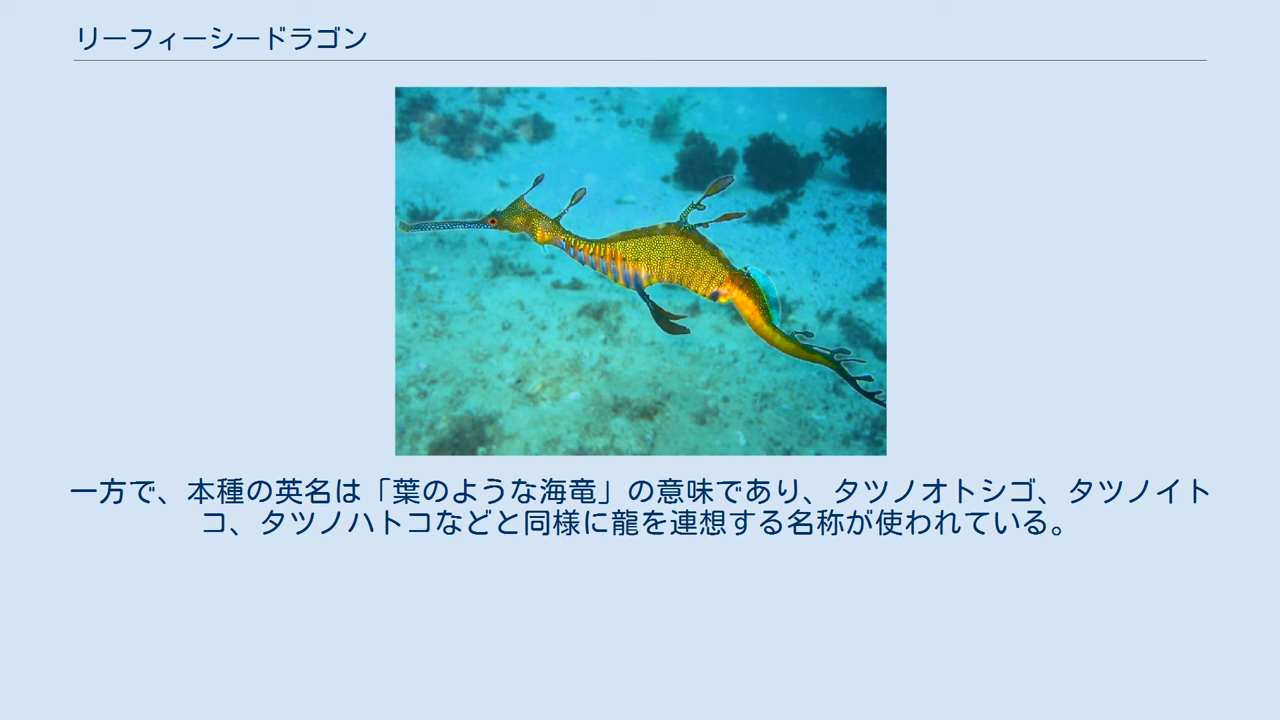 リーフィーシードラゴン
一方で、本種の英名は「葉のような海竜」の意味であり、タツノオトシゴ、タツノイト
コ、タツノハトコなどと同様に龍を連想する名称が使われている。